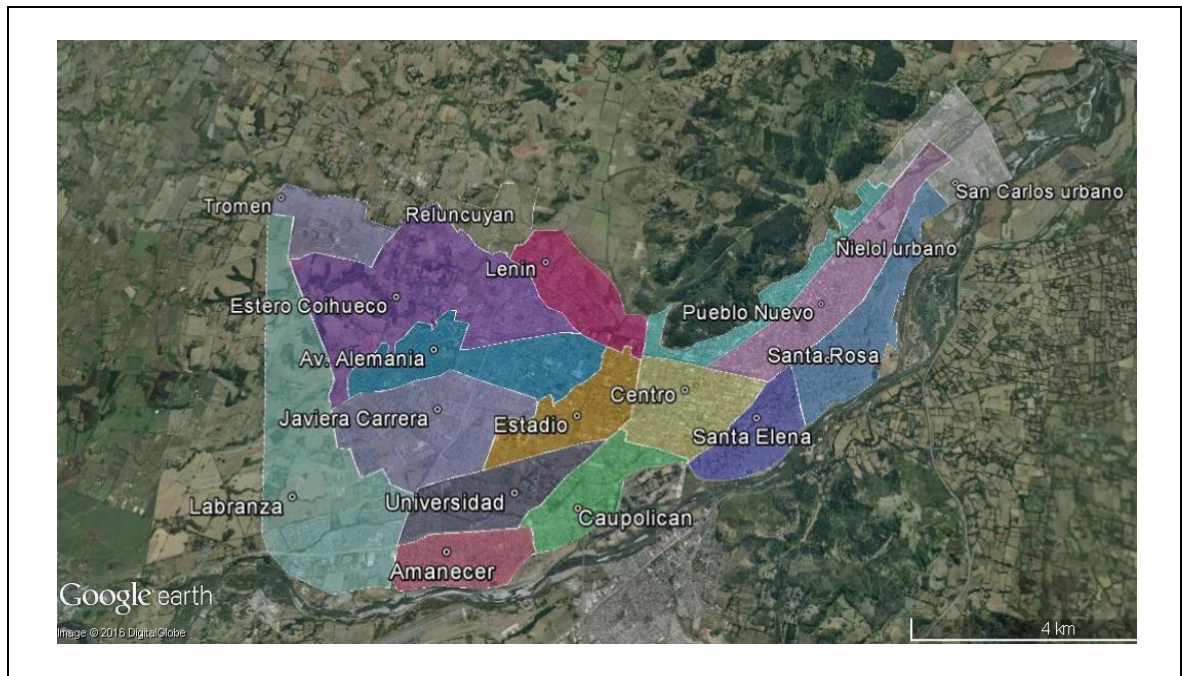 San Carlos urbano
Tromen
Reluncuyan
Ñielol urbano
Lenin
Estero Coihueco
Pueblo Nuevo
Av. Alemania
Santa Rosa
Centro
Javiera Carrera
Estadio
Santa Elena
Labranza
Universidad
Caupolican
Amanecer
Google earth
Image © 2016 DigitalGlobe
4 km